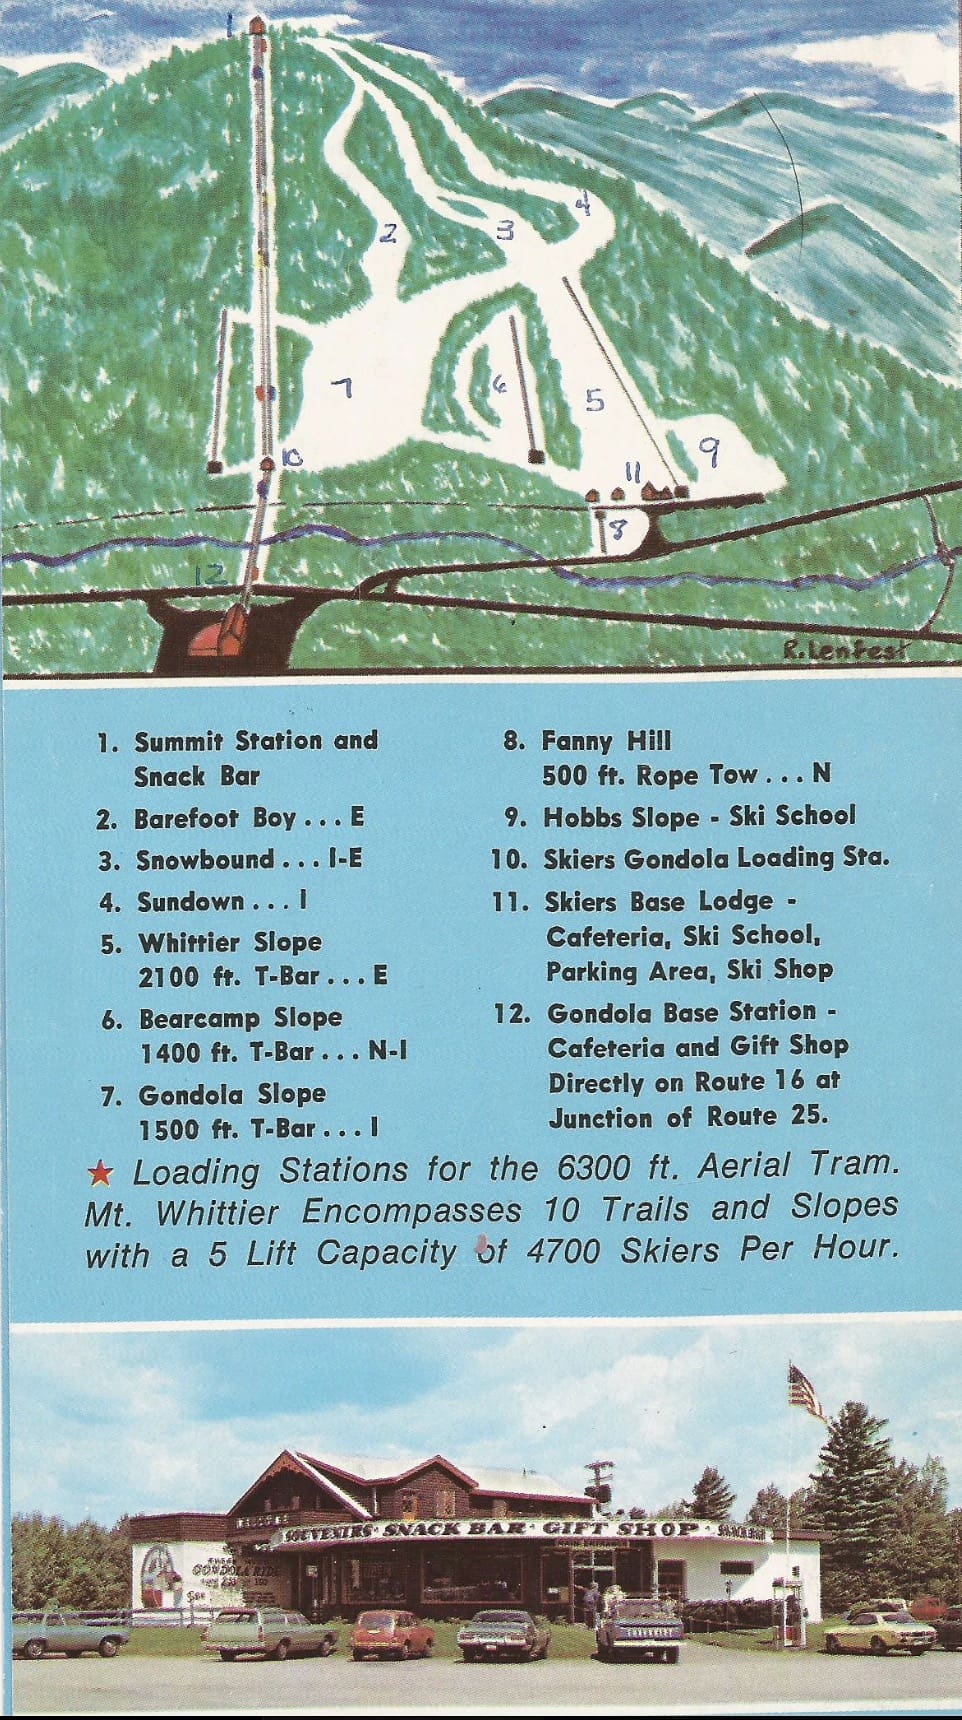 1
2
3
4
7
6
5
9
10
11
8
12
R. Lenfest
1. Summit Station and
Snack Bar
2. Barefoot Boy . . . E
3. Snowbound . . . I-E
4. Sundown . . . I
5. Whittier Slope
2100 ft. T-Bar . . . E
6. Bearcamp Slope
1400 ft. T-Bar . . . N-I
7. Gondola Slope
1500 ft. T-Bar . . . I
8. Fanny Hill
500 ft. Rope Tow . . . N
9. Hobbs Slope - Ski School
10. Skiers Gondola Loading Sta.
11. Skiers Base Lodge -
Cafeteria, Ski School,
Parking Area, Ski Shop
12. Gondola Base Station -
Cafeteria and Gift Shop
Directly on Route 16 at
Junction of Route 25.
★ Loading Stations for the 6300 ft. Aerial Tram.
Mt. Whittier Encompasses 10 Trails and Slopes
with a 5 Lift Capacity of 4700 Skiers Per Hour.
SOUVENIRS · SNACK BAR · GIFT SHOP · SNACK BAR
MAIN ENTRANCE
GONDOLA RIDE
See